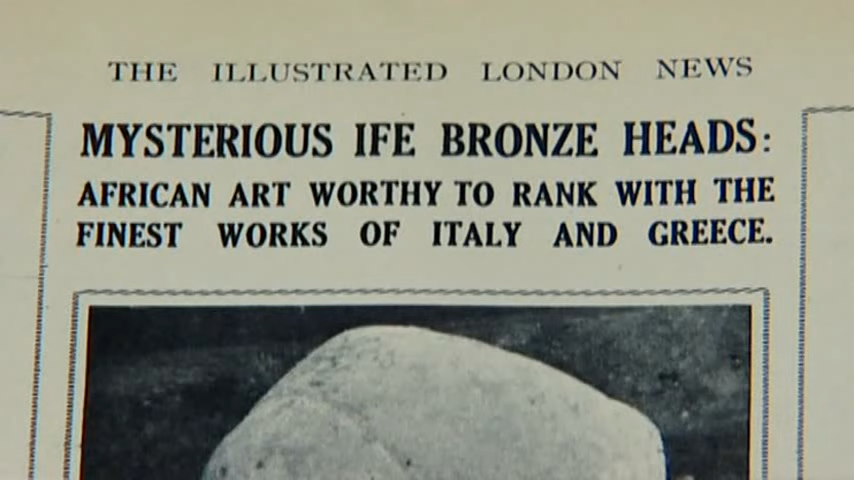 THE ILLUSTRATED LONDON NEWS
MYSTERIOUS IFE BRONZE HEADS:
AFRICAN ART WORTHY TO RANK WITH THE
FINEST WORKS OF ITALY AND GREECE.